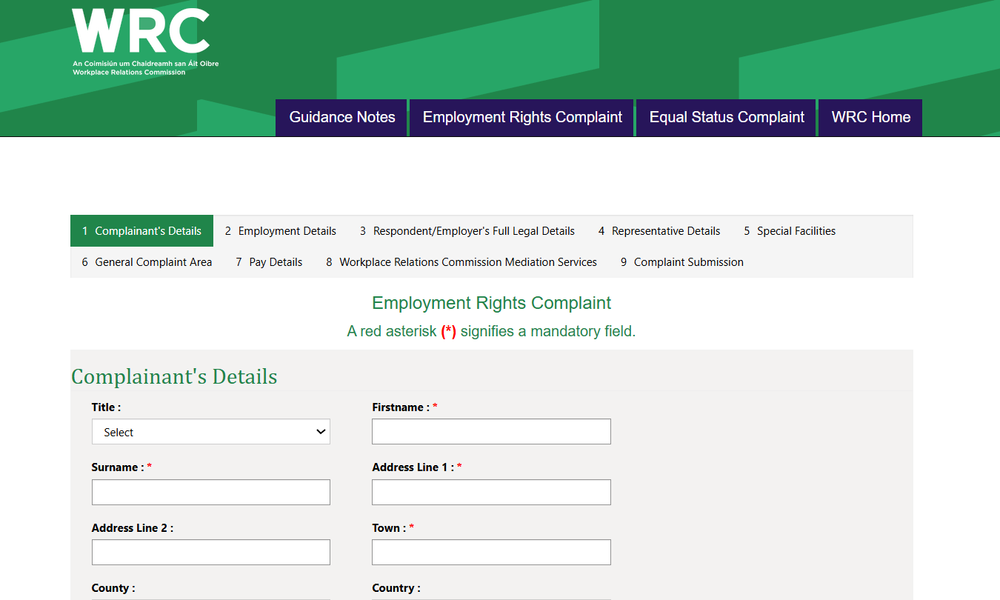 WRC
An Coimisiún um Chaidreamh san Áit Oibre
Workplace Relations Commission
Guidance Notes Employment Rights Complaint Equal Status Complaint WRC Home
1 Complainant's Details 2 Employment Details 3 Respondent/Employer's Full Legal Details 4 Representative Details 5 Special Facilities
6 General Complaint Area 7 Pay Details 8 Workplace Relations Commission Mediation Services 9 Complaint Submission
Employment Rights Complaint
A red asterisk (*) signifies a mandatory field.
Complainant's Details
Title : Firstname : *
Select
Surname : * Address Line 1 : *
Address Line 2 : Town : *
County : Country :